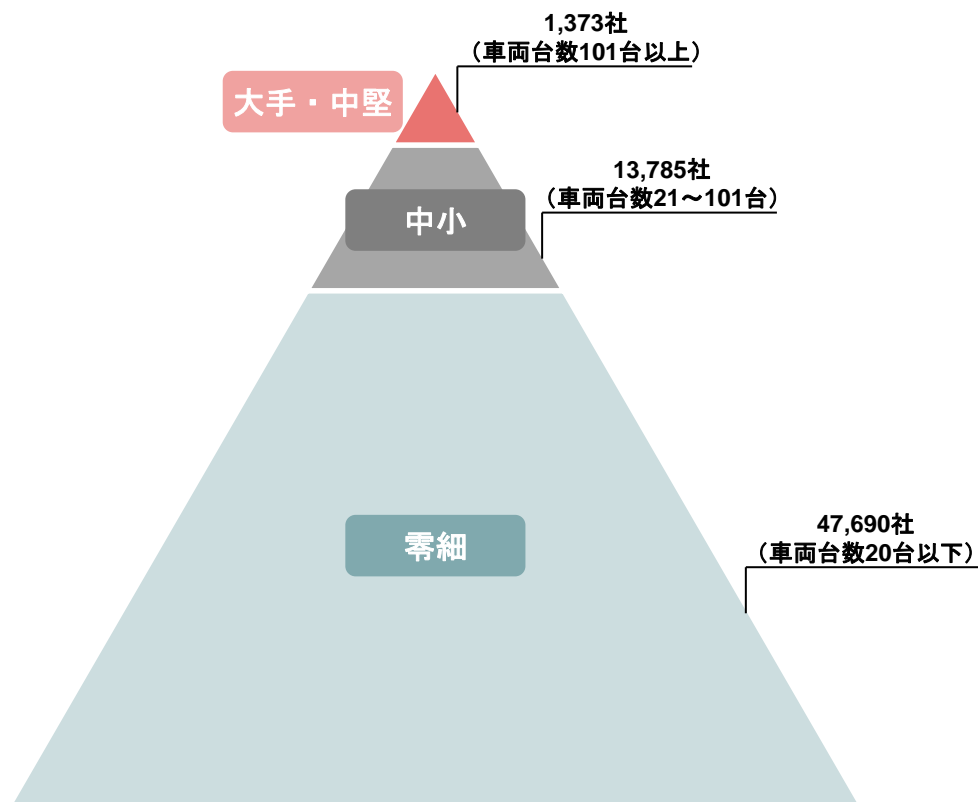 1,373社
（車両台数101台以上）
大手・中堅
13,785社
（車両台数21～101台）
中小
47,690社
（車両台数20台以下）
零細